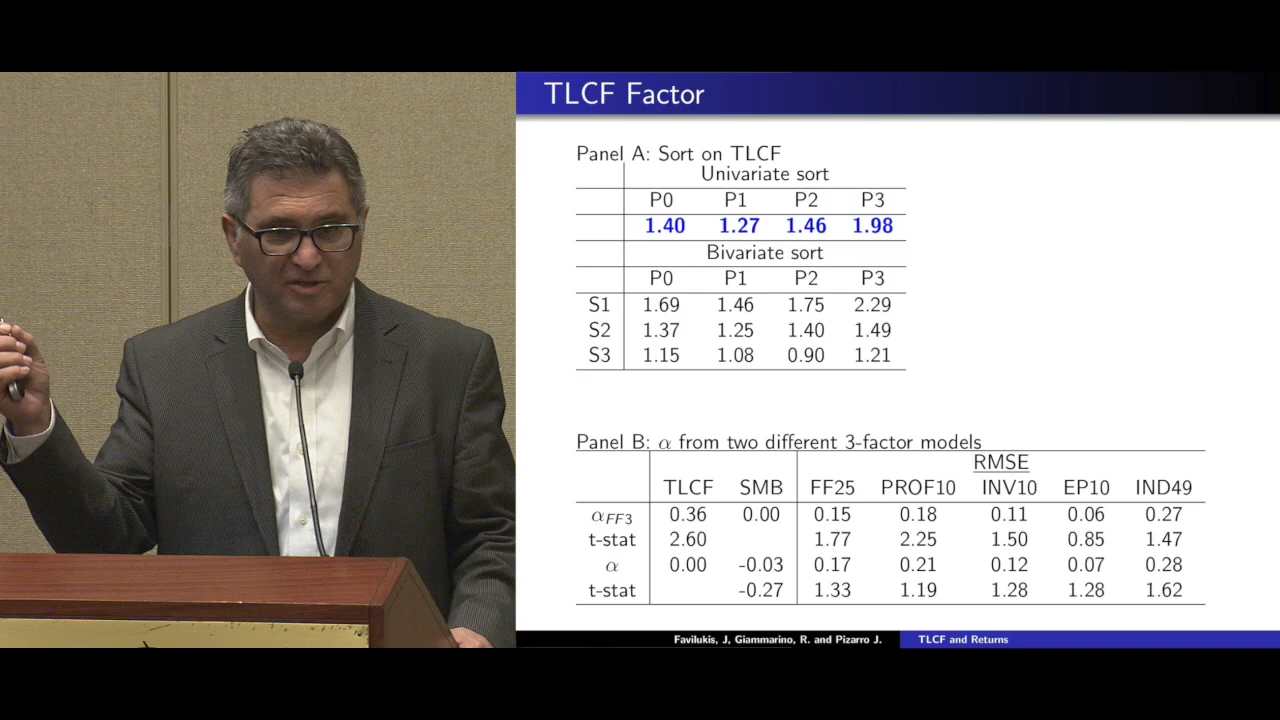 TLCF Factor
Panel A: Sort on TLCF
Univariate sort
P0 P1 P2 P3
1.40 1.27 1.46 1.98
Bivariate sort
P0 P1 P2 P3
S1 1.69 1.46 1.75 2.29
S2 1.37 1.25 1.40 1.49
S3 1.15 1.08 0.90 1.21
Panel B: α from two different 3-factor models
RMSE
TLCF SMB FF25 PROF10 INV10 EP10 IND49
αFF3 0.36 0.00 0.15 0.18 0.11 0.06 0.27
t-stat 2.60 1.77 2.25 1.50 0.85 1.47
α 0.00 -0.03 0.17 0.21 0.12 0.07 0.28
t-stat -0.27 1.33 1.19 1.28 1.28 1.62
Favilukis, J, Giammarino, R. and Pizarro J. TLCF and Returns